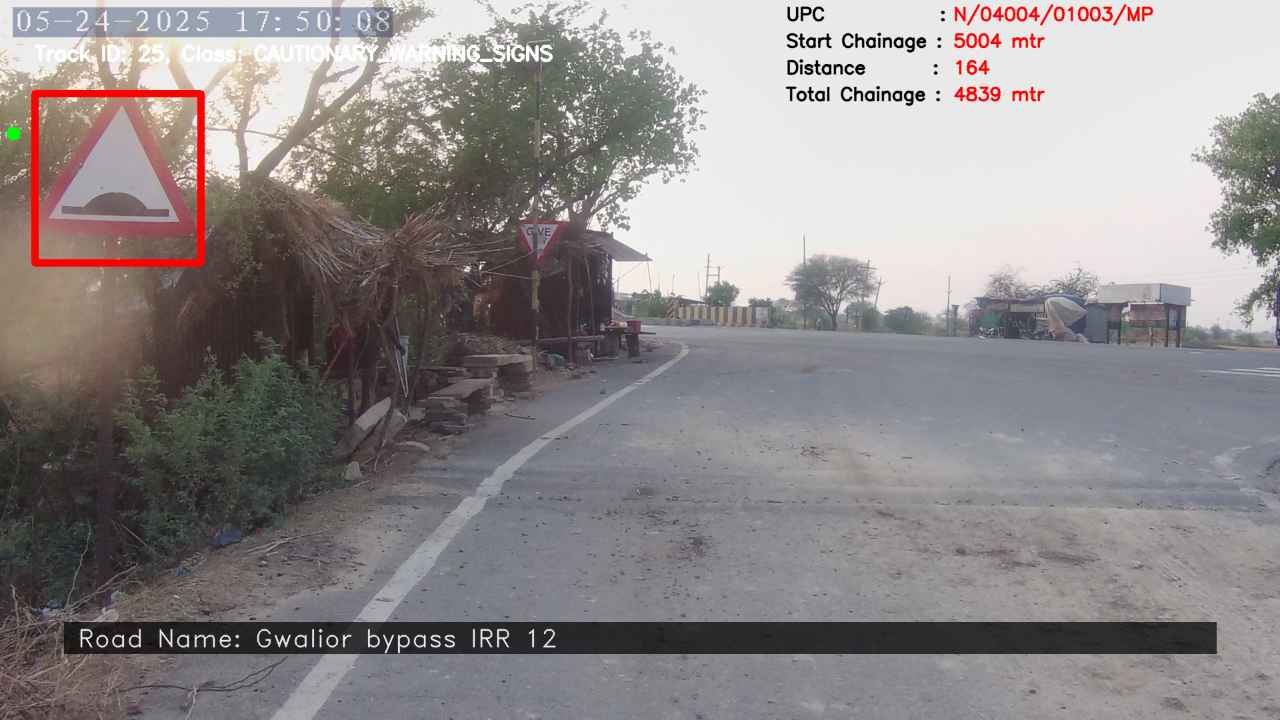 05-24-2025 17:50:08
Track ID: 25, Class: CAUTIONARY_WARNING_SIGNS
UPC : N/04004/01003/MP
Start Chainage : 5004 mtr
Distance : 164
Total Chainage : 4839 mtr
GIVE
Road Name: Gwalior bypass IRR 12